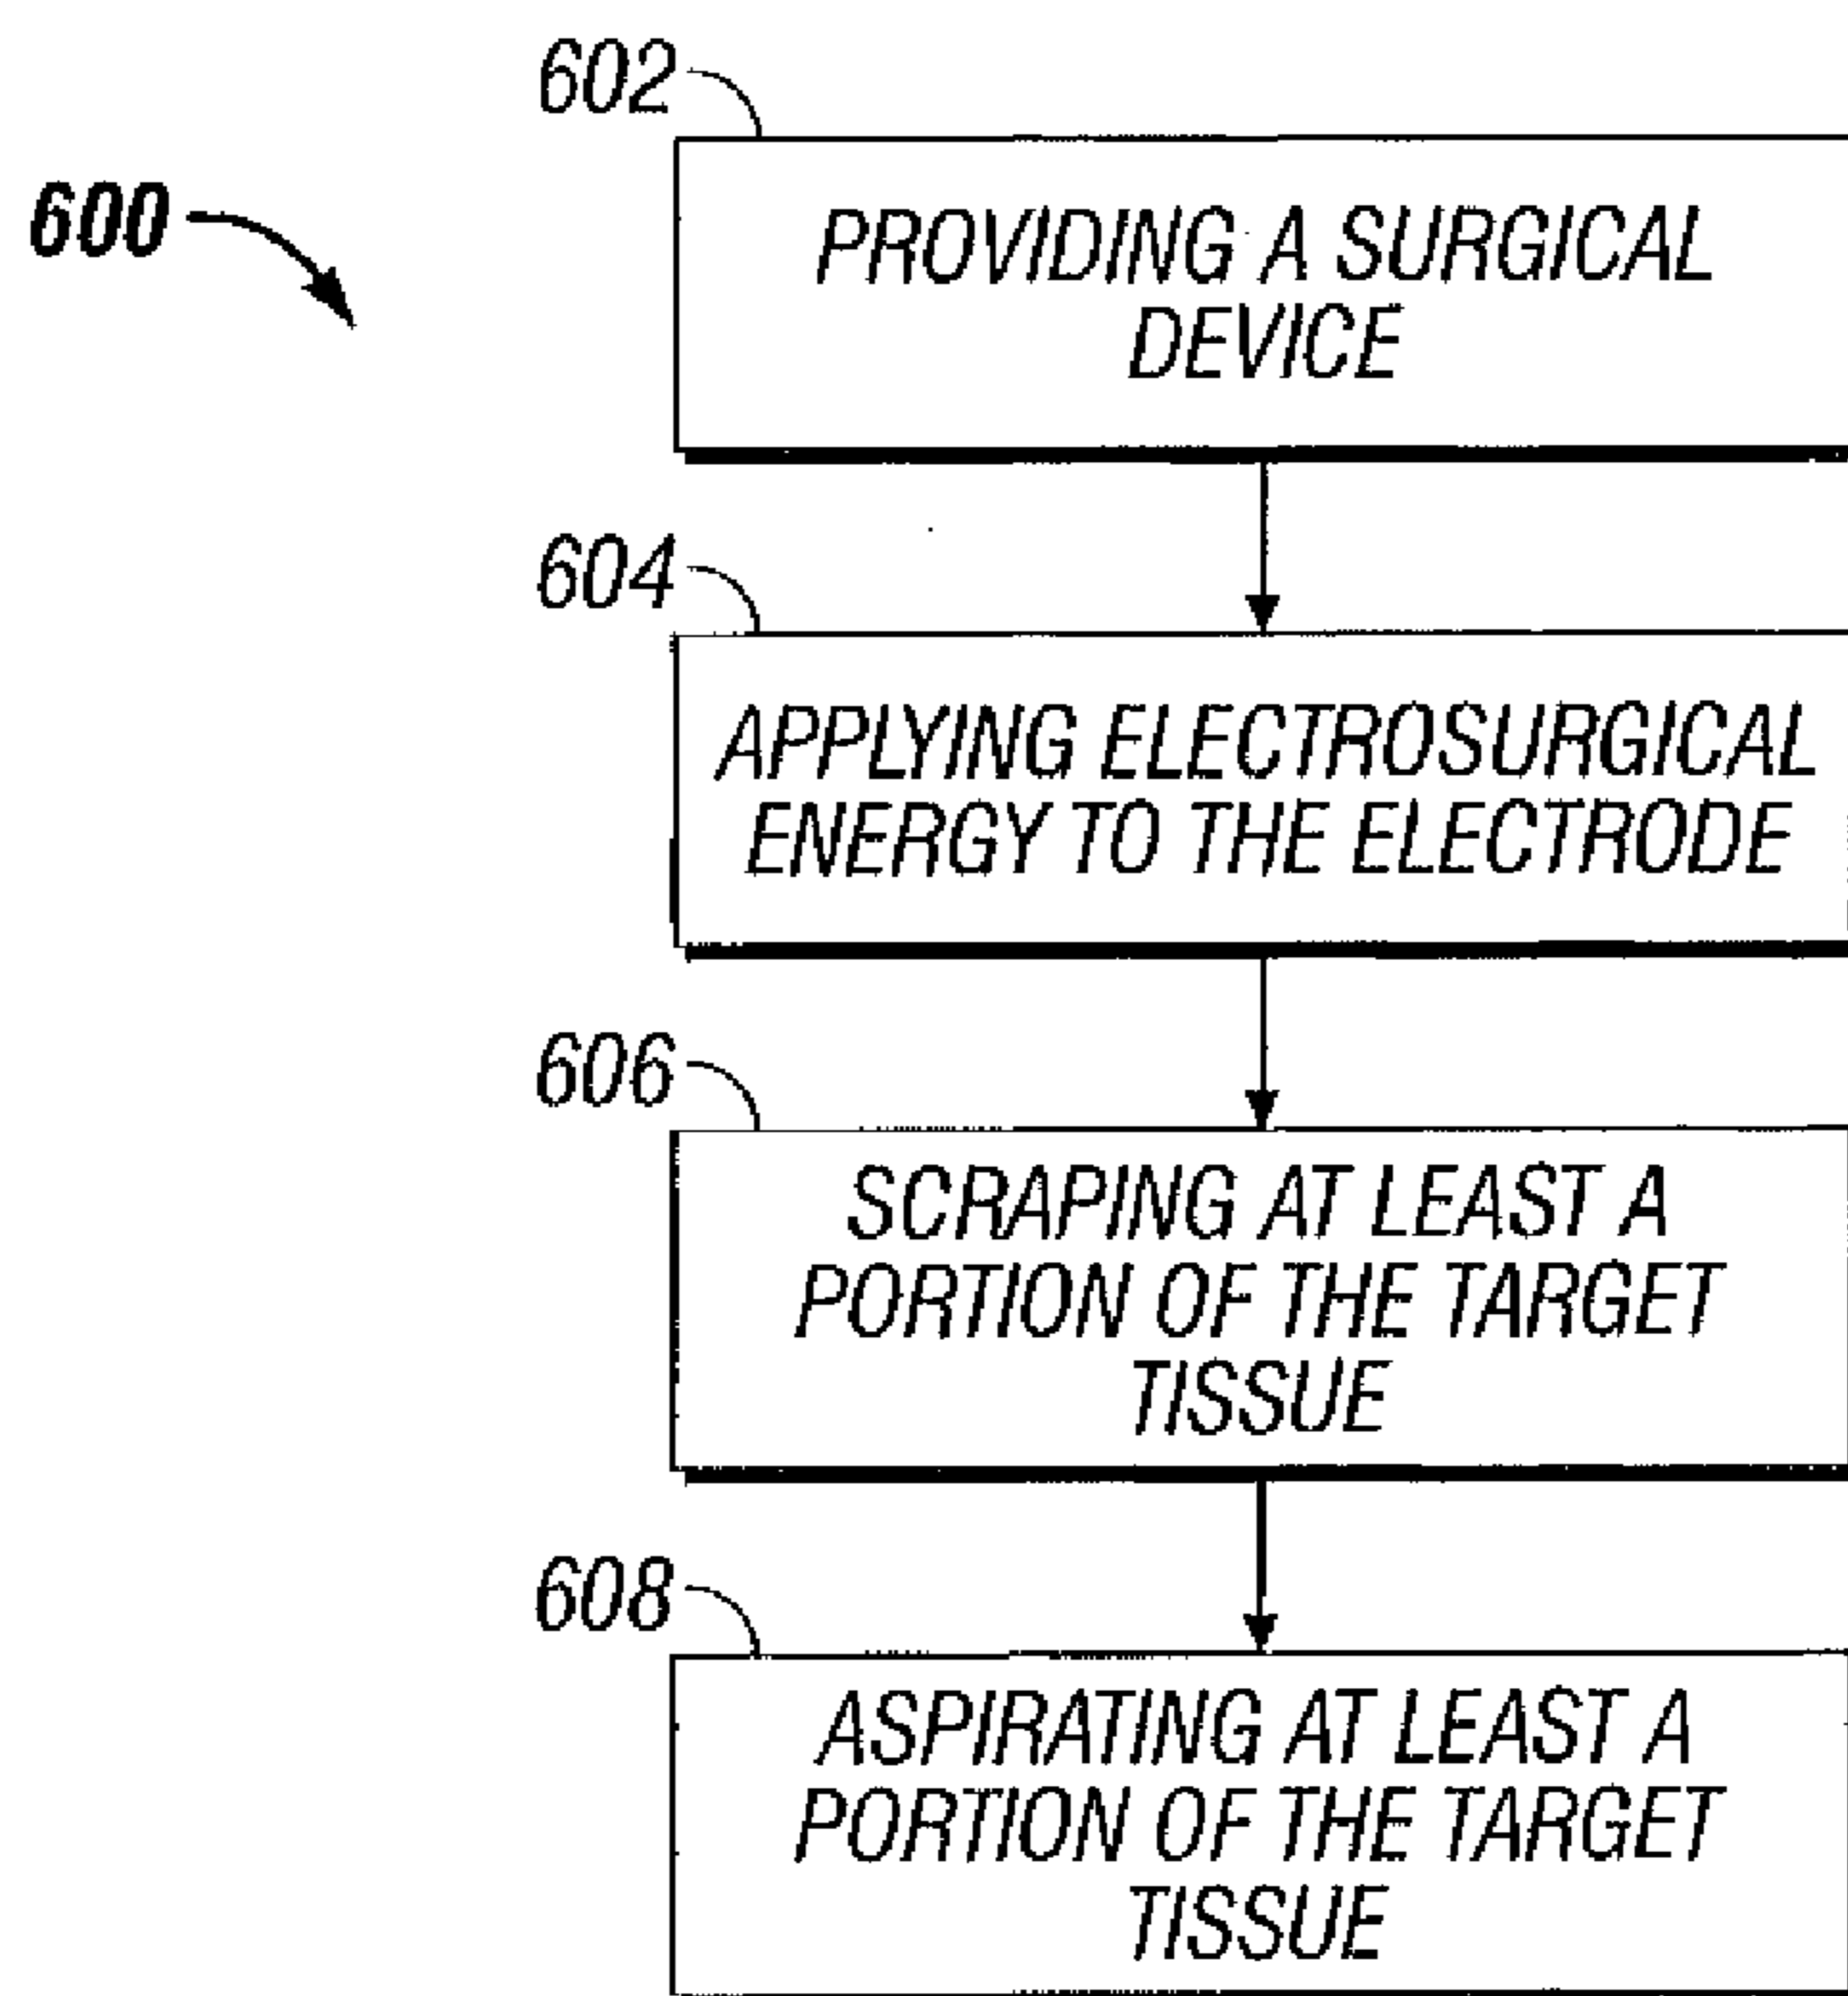 602
600
PROVIDING A SURGICAL
DEVICE
604
APPLYING ELECTROSURGICAL
ENERGY TO THE ELECTRODE
606
SCRAPING AT LEAST A
PORTION OF THE TARGET
TISSUE
608
ASPIRATING AT LEAST A
PORTION OF THE TARGET
TISSUE